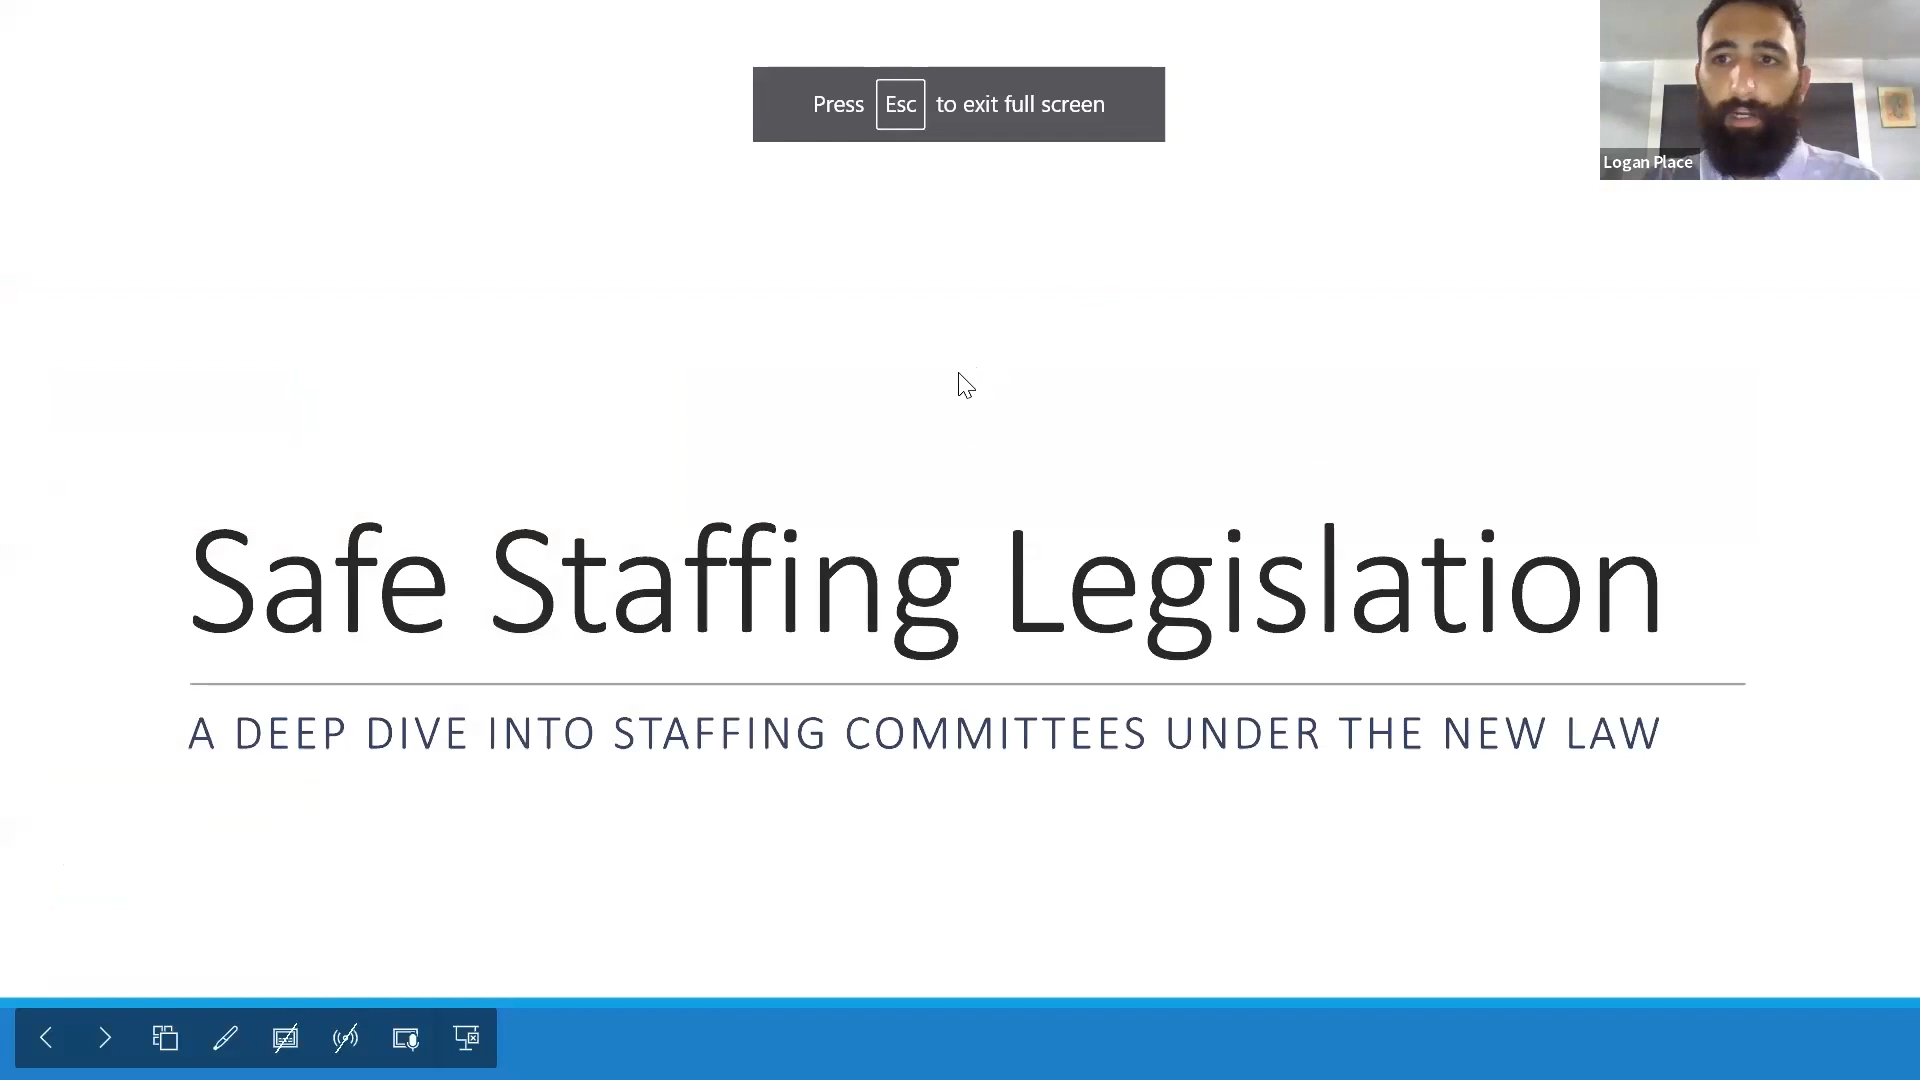 Press Esc to exit full screen
Logan Place
Safe Staffing Legislation
A DEEP DIVE INTO STAFFING COMMITTEES UNDER THE NEW LAW